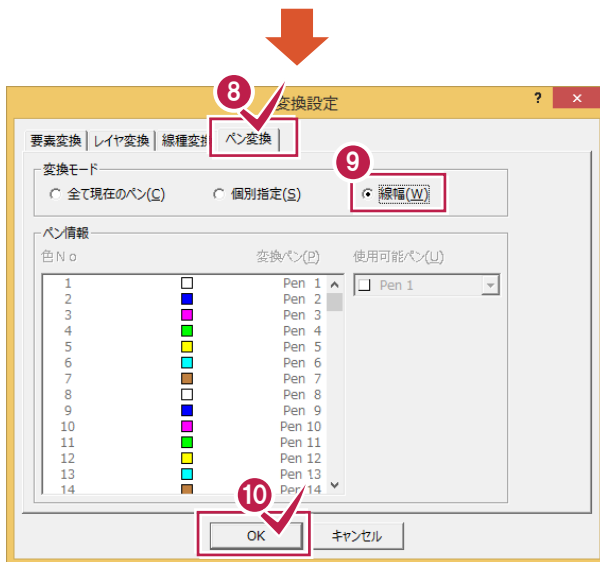 8
変換設定
? ×
要素変換 レイヤ変換 線種変 ペン変換
9
変換モード
全て現在のペン(C) 個別指定(S) 線幅(W)
ペン情報
色No 変換ペン(P) 使用可能ペン(U)
1 Pen 1 Pen 1
2 Pen 2
3 Pen 3
4 Pen 4
5 Pen 5
6 Pen 6
7 Pen 7
8 Pen 8
9 Pen 9
10 Pen 10
11 Pen 11
12 Pen 12
13 Pen 13
14 Pen 14
10
OK キャンセル